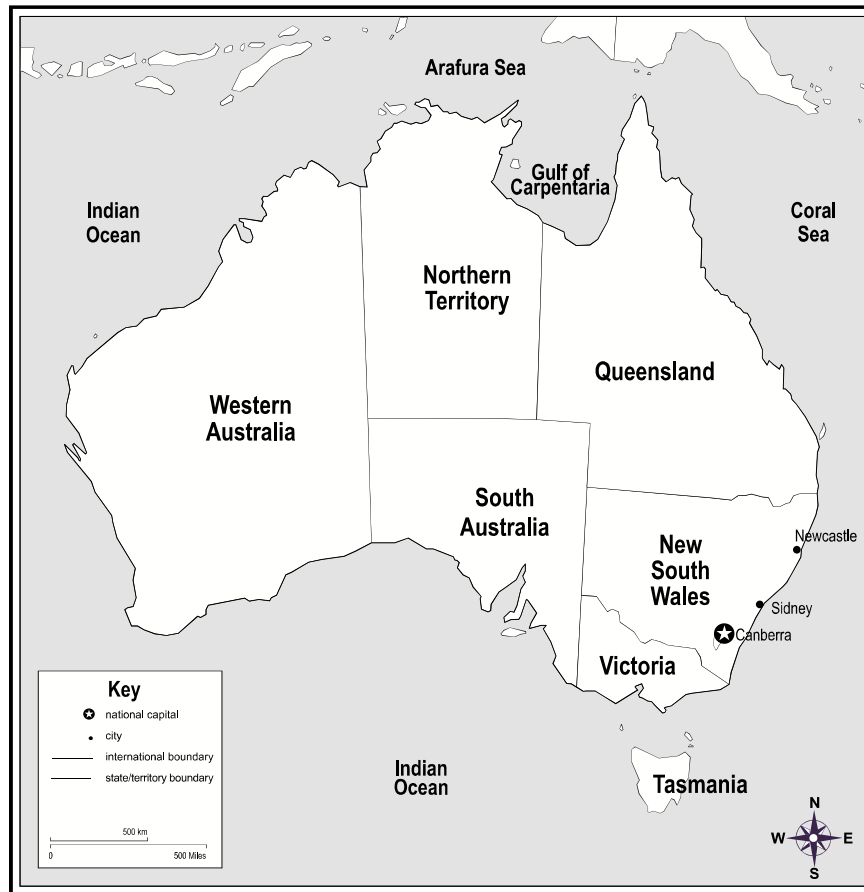 Arafura Sea
Gulf of
Carpentaria
Indian
Ocean
Coral
Sea
Northern
Territory
Queensland
Western
Australia
South
Australia
New
South
Wales
Newcastle
Sidney
Canberra
Victoria
Tasmania
Indian
Ocean
Key
national capital
city
international boundary
state/territory boundary
500 km
0
500 Miles
N
W
E
S